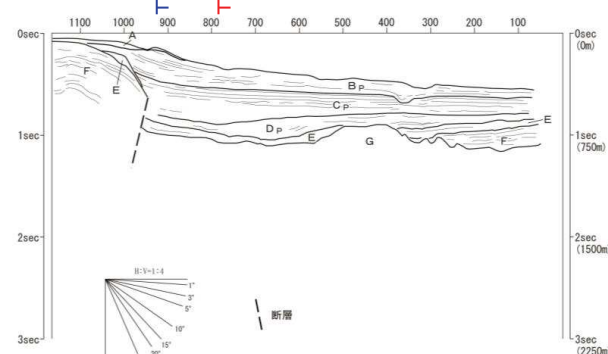 1100 1000 900 800 700 600 500 400 300 200 100
0sec 0sec
(0m)
A
F
E
BP
CP
DP
E
G
F
E
1sec 1sec
(750m)
2sec 2sec
(1500m)
H:V=1:4
1°
3°
5°
10°
15°
20°
断層
3sec 3sec
(2250m)